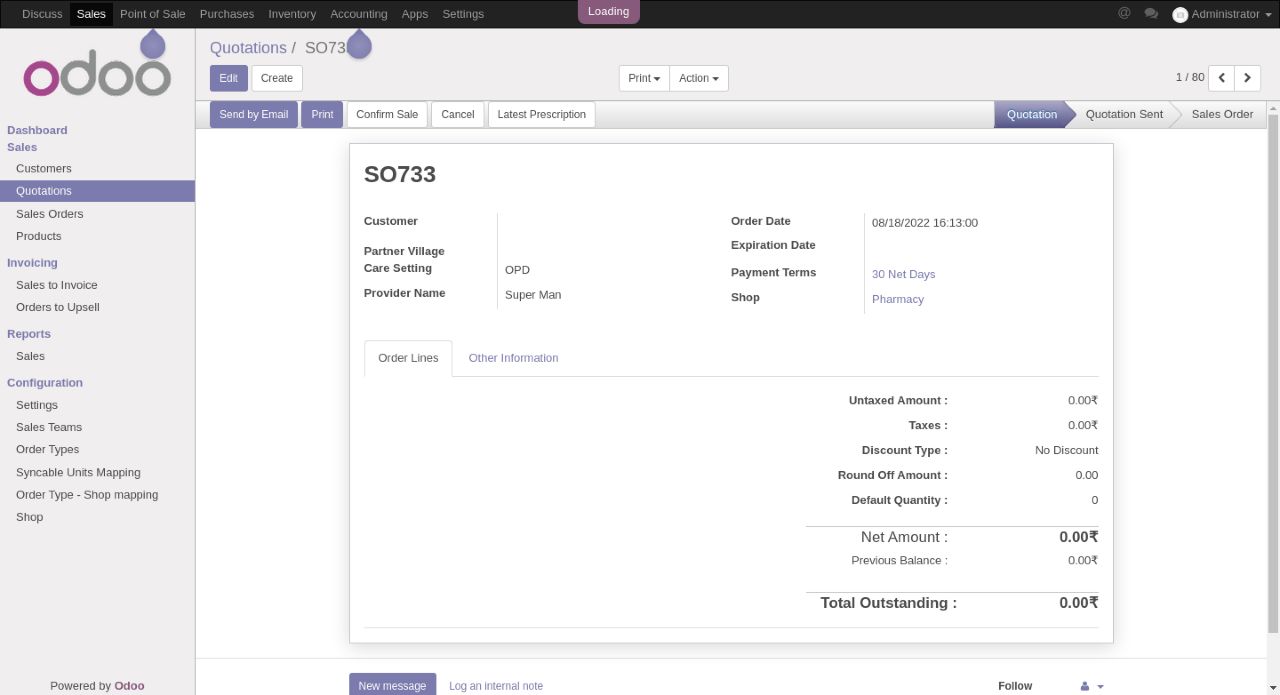 Discuss Sales Point of Sale Purchases Inventory Accounting Apps Settings Loading @ Administrator
odoo
Quotations / SO73
Edit Create Print Action 1 / 80
Send by Email Print Confirm Sale Cancel Latest Prescription Quotation Quotation Sent Sales Order
Dashboard
Sales
Customers
Quotations
Sales Orders
Products
Invoicing
Sales to Invoice
Orders to Upsell
Reports
Sales
Configuration
Settings
Sales Teams
Order Types
Syncable Units Mapping
Order Type - Shop mapping
Shop
Powered by Odoo
SO733
Customer
Partner Village
Care Setting OPD
Provider Name Super Man
Order Date 08/18/2022 16:13:00
Expiration Date
Payment Terms 30 Net Days
Shop Pharmacy
Order Lines Other Information
Untaxed Amount : 0.00₹
Taxes : 0.00₹
Discount Type : No Discount
Round Off Amount : 0.00
Default Quantity : 0
Net Amount : 0.00₹
Previous Balance : 0.00₹
Total Outstanding : 0.00₹
New message Log an internal note Follow